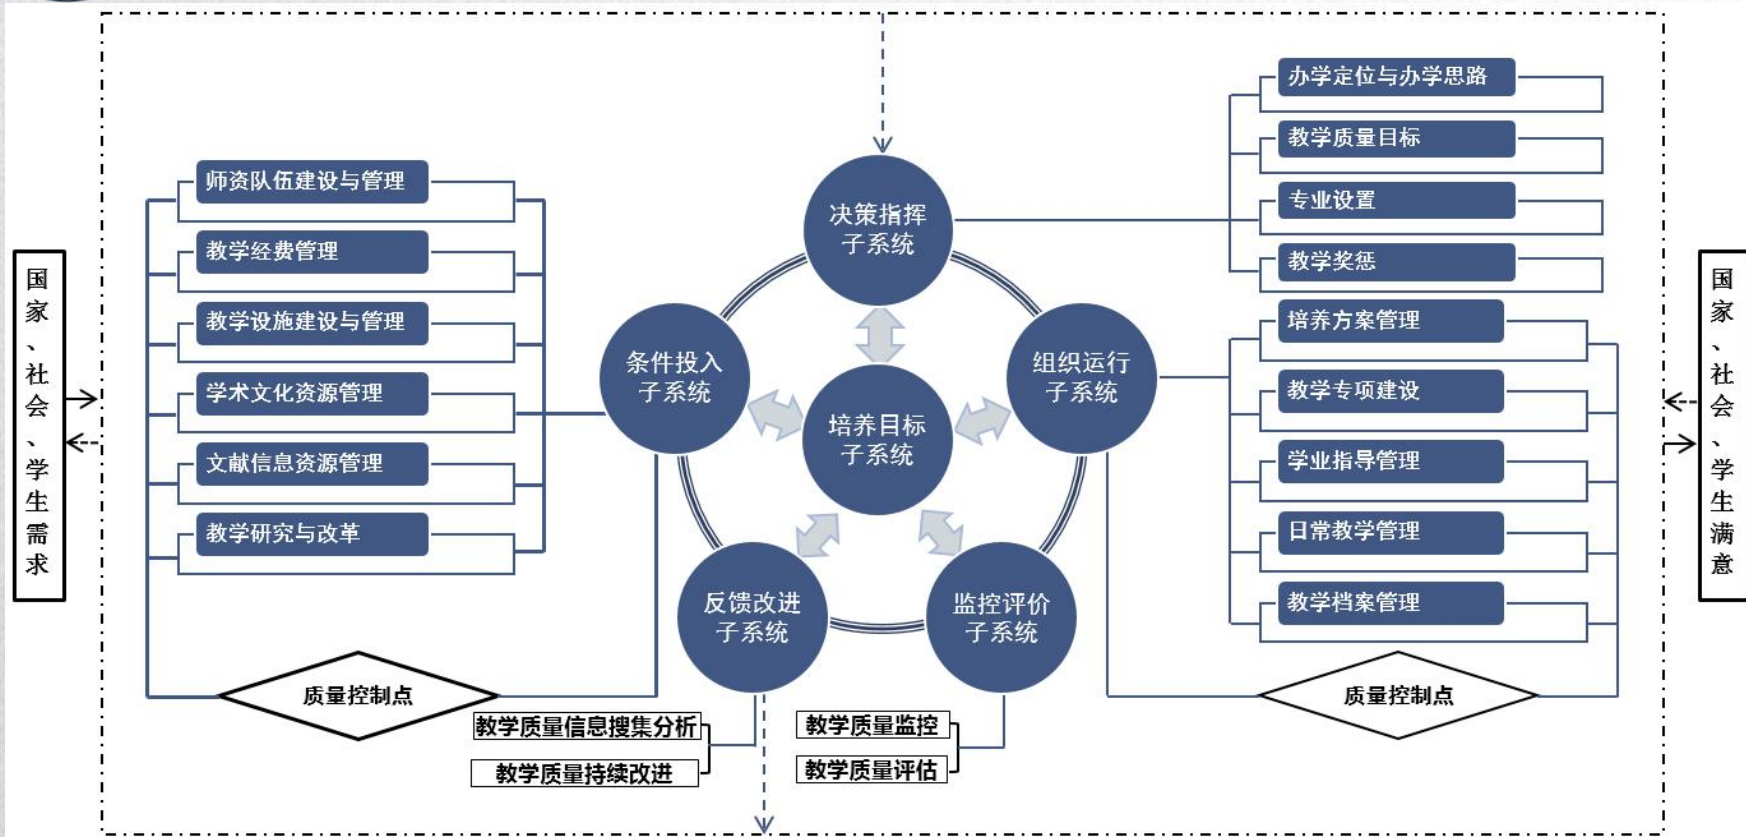 国家、社会、学生需求
师资队伍建设与管理
教学经费管理
教学设施建设与管理
学术文化资源管理
文献信息资源管理
教学研究与改革
质量控制点
决策指挥
子系统
条件投入
子系统
组织运行
子系统
培养目标
子系统
反馈改进
子系统
监控评价
子系统
教学质量信息搜集分析
教学质量持续改进
教学质量监控
教学质量评估
办学定位与办学思路
教学质量目标
专业设置
教学奖惩
培养方案管理
教学专项建设
学业指导管理
日常教学管理
教学档案管理
质量控制点
国家、社会、学生满意